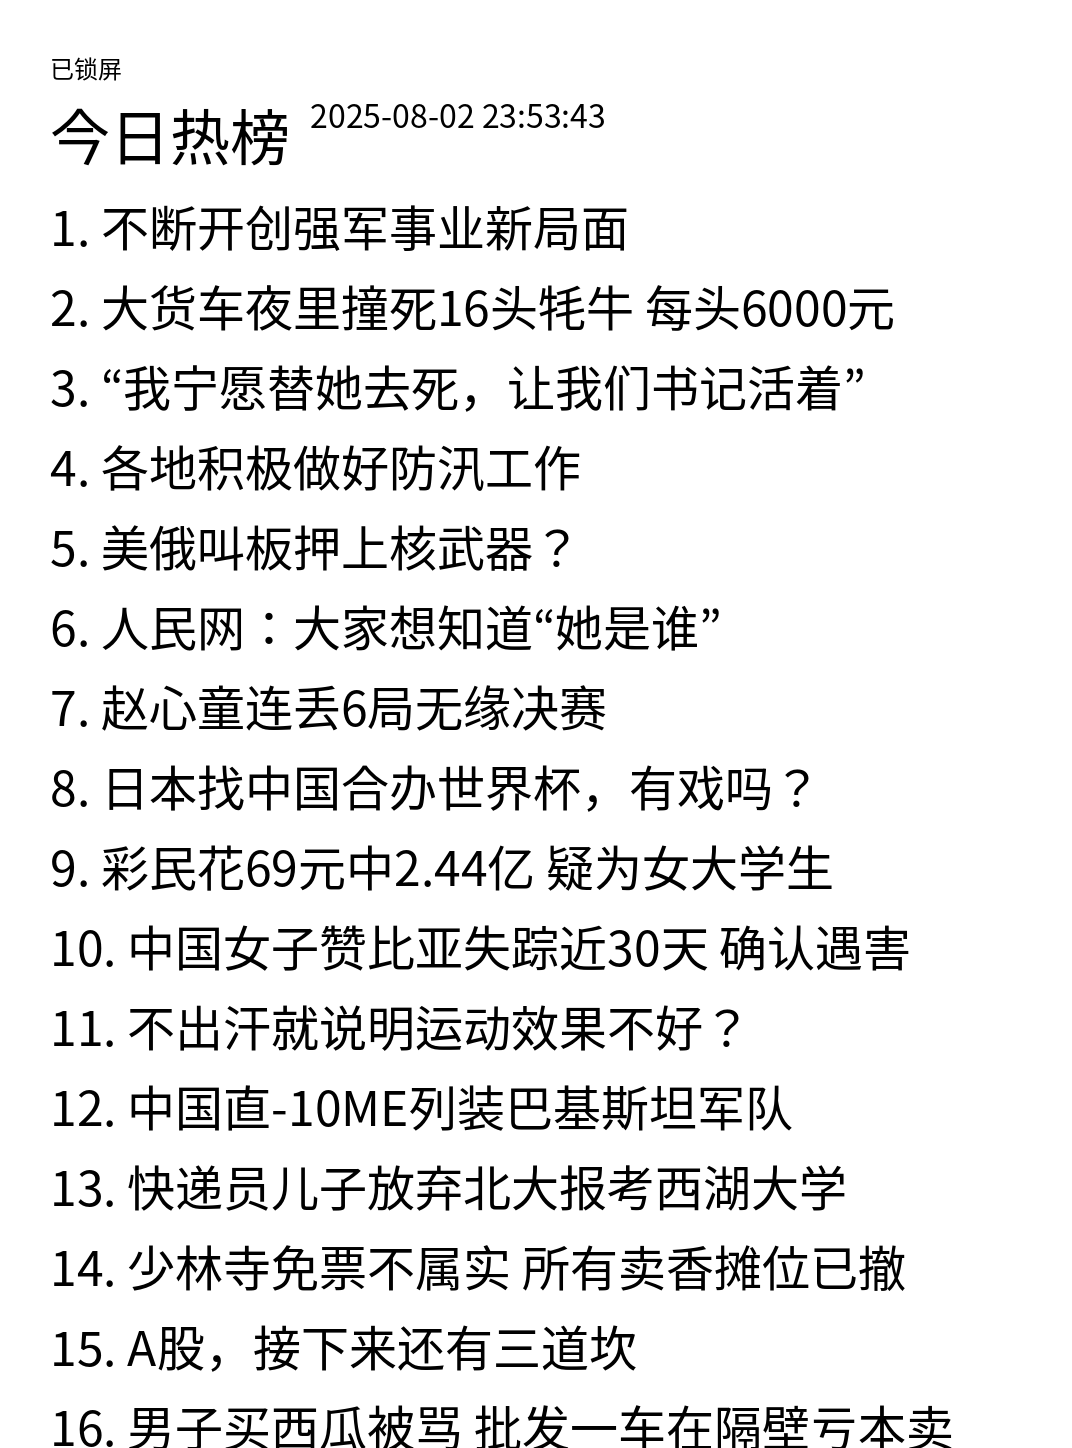 已锁屏
今日热榜 2025-08-02 23:53:43
1. 不断开创强军事业新局面
2. 大货车夜里撞死16头牦牛 每头6000元
3. “我宁愿替她去死，让我们书记活着”
4. 各地积极做好防汛工作
5. 美俄叫板押上核武器？
6. 人民网：大家想知道“她是谁”
7. 赵心童连丢6局无缘决赛
8. 日本找中国合办世界杯，有戏吗？
9. 彩民花69元中2.44亿 疑为女大学生
10. 中国女子赞比亚失踪近30天 确认遇害
11. 不出汗就说明运动效果不好？
12. 中国直-10ME列装巴基斯坦军队
13. 快递员儿子放弃北大报考西湖大学
14. 少林寺免票不属实 所有卖香摊位已撤
15. A股，接下来还有三道坎
16. 男子买西瓜被骂 批发一车在隔壁亏本卖